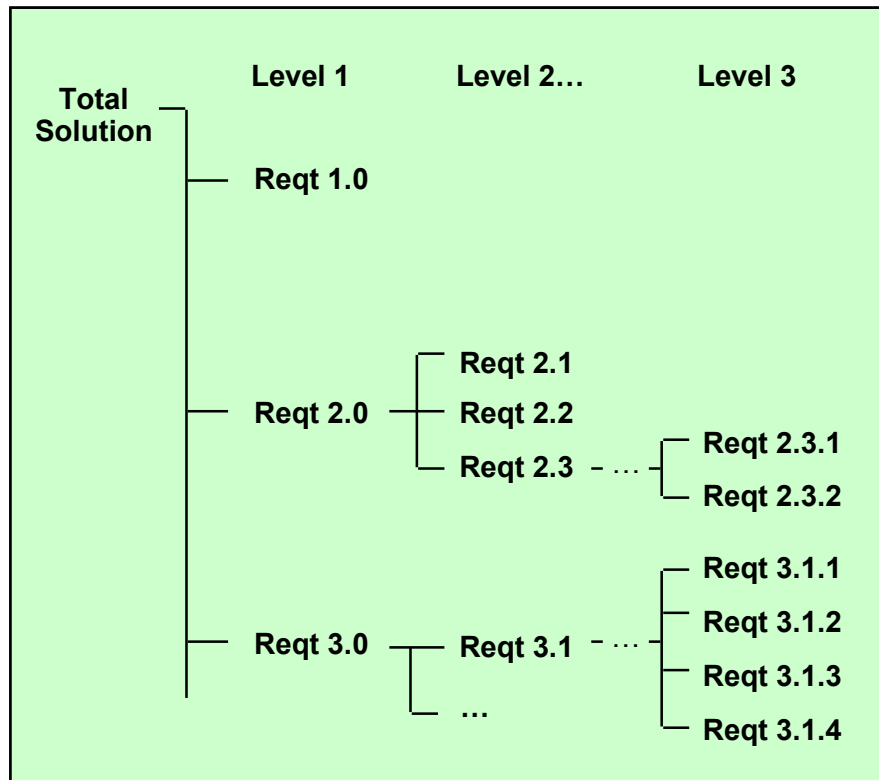 Level 1 Level 2… Level 3
Total
Solution
Reqt 1.0
Reqt 2.1
Reqt 2.0 Reqt 2.2
Reqt 2.3 … Reqt 2.3.1
Reqt 2.3.2
Reqt 3.1.1
Reqt 3.0 Reqt 3.1 … Reqt 3.1.2
Reqt 3.1.3
… Reqt 3.1.4